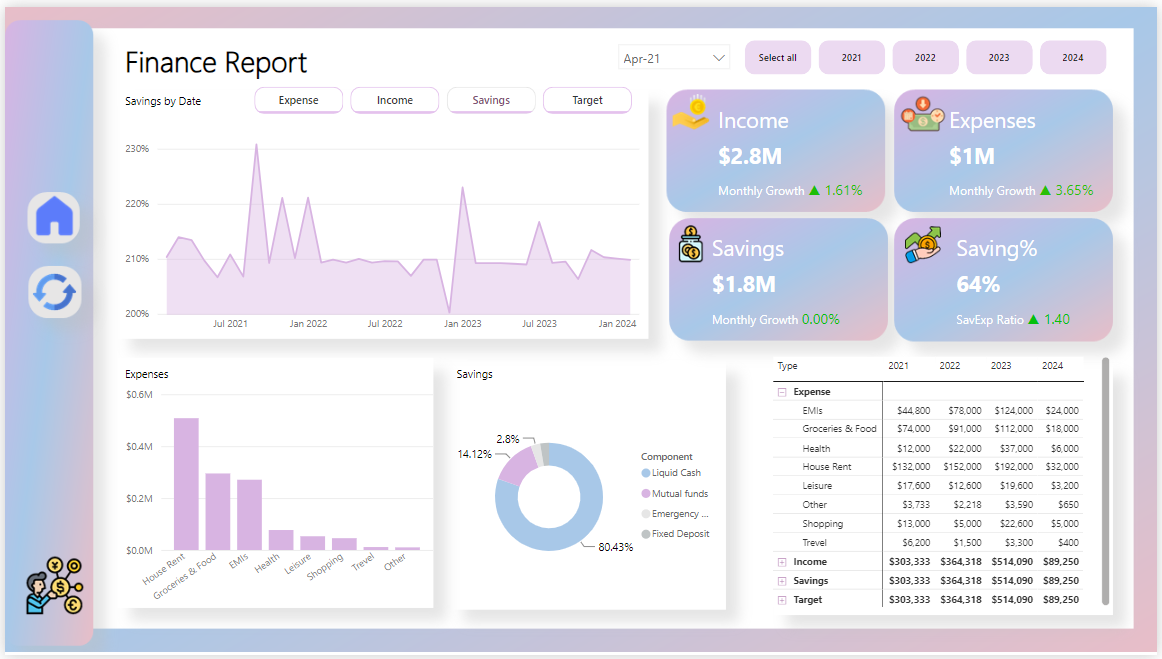 Finance Report
Apr-21
Select all
2021
2022
2023
2024
Savings by Date
Expense
Income
Savings
Target
230%
220%
210%
200%
Jul 2021
Jan 2022
Jul 2022
Jan 2023
Jul 2023
Jan 2024
Income
$2.8M
Monthly Growth ▲ 1.61%
Expenses
$1M
Monthly Growth ▲ 3.65%
Savings
$1.8M
Monthly Growth 0.00%
Saving%
64%
SavExp Ratio ▲ 1.40
Expenses
$0.6M
$0.4M
$0.2M
$0.0M
House Rent
Groceries & Food
EMIs
Health
Leisure
Shopping
Trevel
Other
Savings
2.8%
14.12%
80.43%
Component
Liquid Cash
Mutual funds
Emergency ...
Fixed Deposit
Type 2021 2022 2023 2024
Expense
EMIs $44,800 $78,000 $124,000 $24,000
Groceries & Food $74,000 $91,000 $112,000 $18,000
Health $12,000 $22,000 $37,000 $6,000
House Rent $132,000 $152,000 $192,000 $32,000
Leisure $17,600 $12,600 $19,600 $3,200
Other $3,733 $2,218 $3,590 $650
Shopping $13,000 $5,000 $22,600 $5,000
Trevel $6,200 $1,500 $3,300 $400
Income $303,333 $364,318 $514,090 $89,250
Savings $303,333 $364,318 $514,090 $89,250
Target $303,333 $364,318 $514,090 $89,250